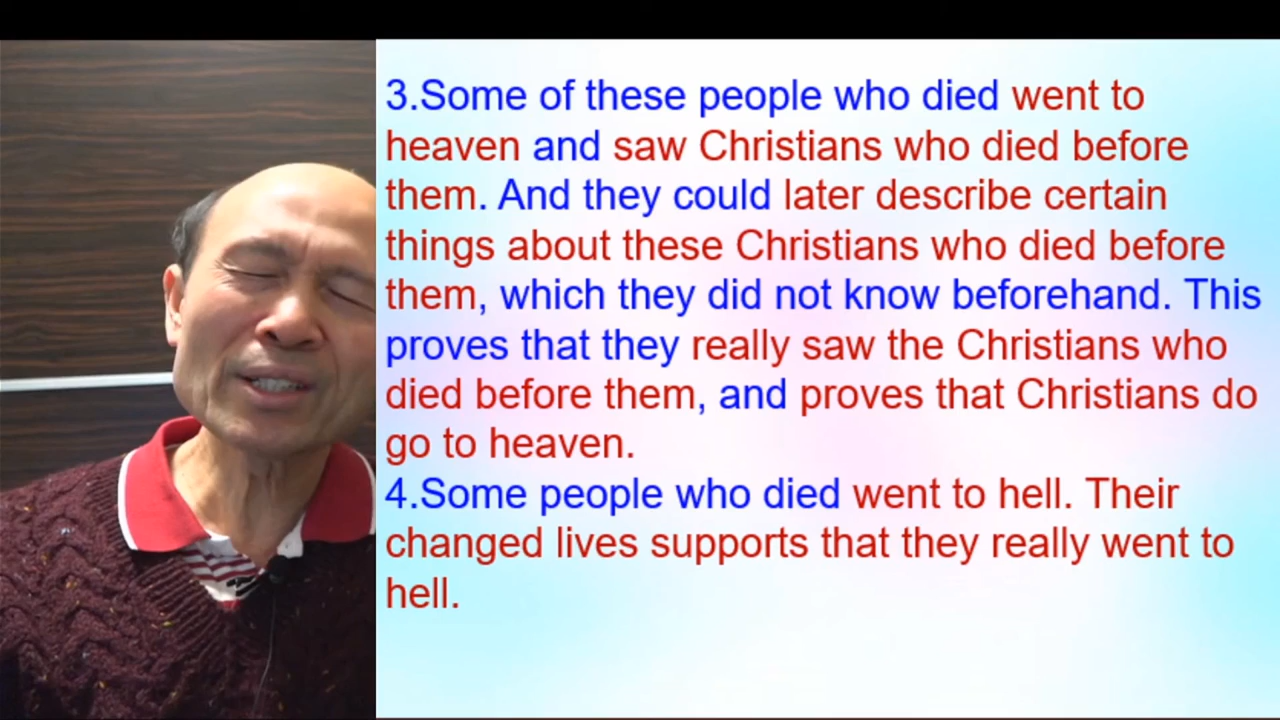 3.Some of these people who died went to
heaven and saw Christians who died before
them. And they could later describe certain
things about these Christians who died before
them, which they did not know beforehand. This
proves that they really saw the Christians who
died before them, and proves that Christians do
go to heaven.
4.Some people who died went to hell. Their
changed lives supports that they really went to
hell.